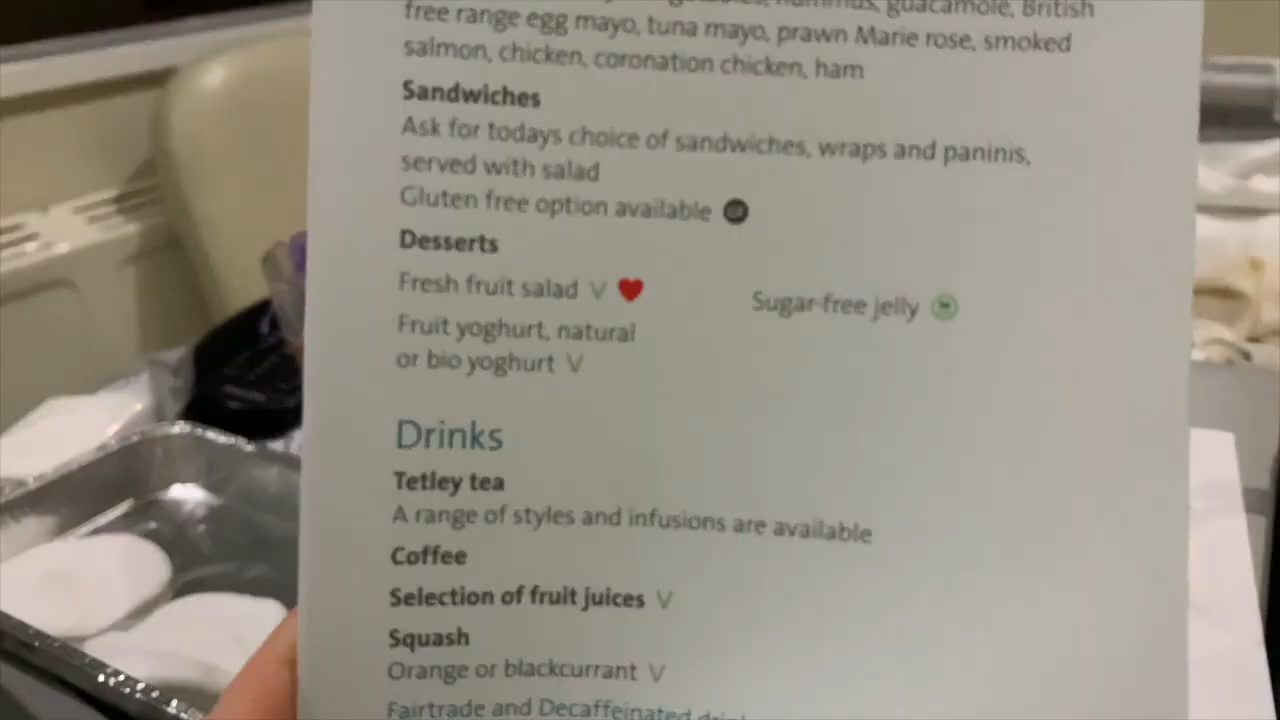 hummus, guacamole, British
free range egg mayo, tuna mayo, prawn Marie rose, smoked
salmon, chicken, coronation chicken, ham
Sandwiches
Ask for todays choice of sandwiches, wraps and paninis,
served with salad
Gluten free option available
Desserts
Fresh fruit salad V
Sugar-free jelly
Fruit yoghurt, natural
or bio yoghurt V
Drinks
Tetley tea
A range of styles and infusions are available
Coffee
Selection of fruit juices V
Squash
Orange or blackcurrant V
Fairtrade and Decaffeinated